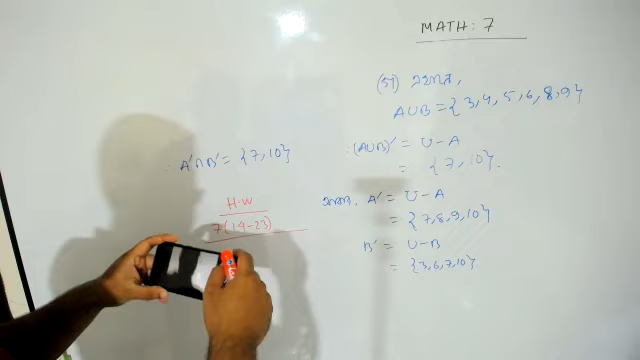 MATH: 7
A∪B = {3,4,5,6,8,9}
(A∪B)' = U-A
= {7,10}.
A' = U-A
= {7,8,9,10}
B' = U-B
= {3,6,7,10}
∴ A'∩B' = {7,10}
H.W
7(14-23)